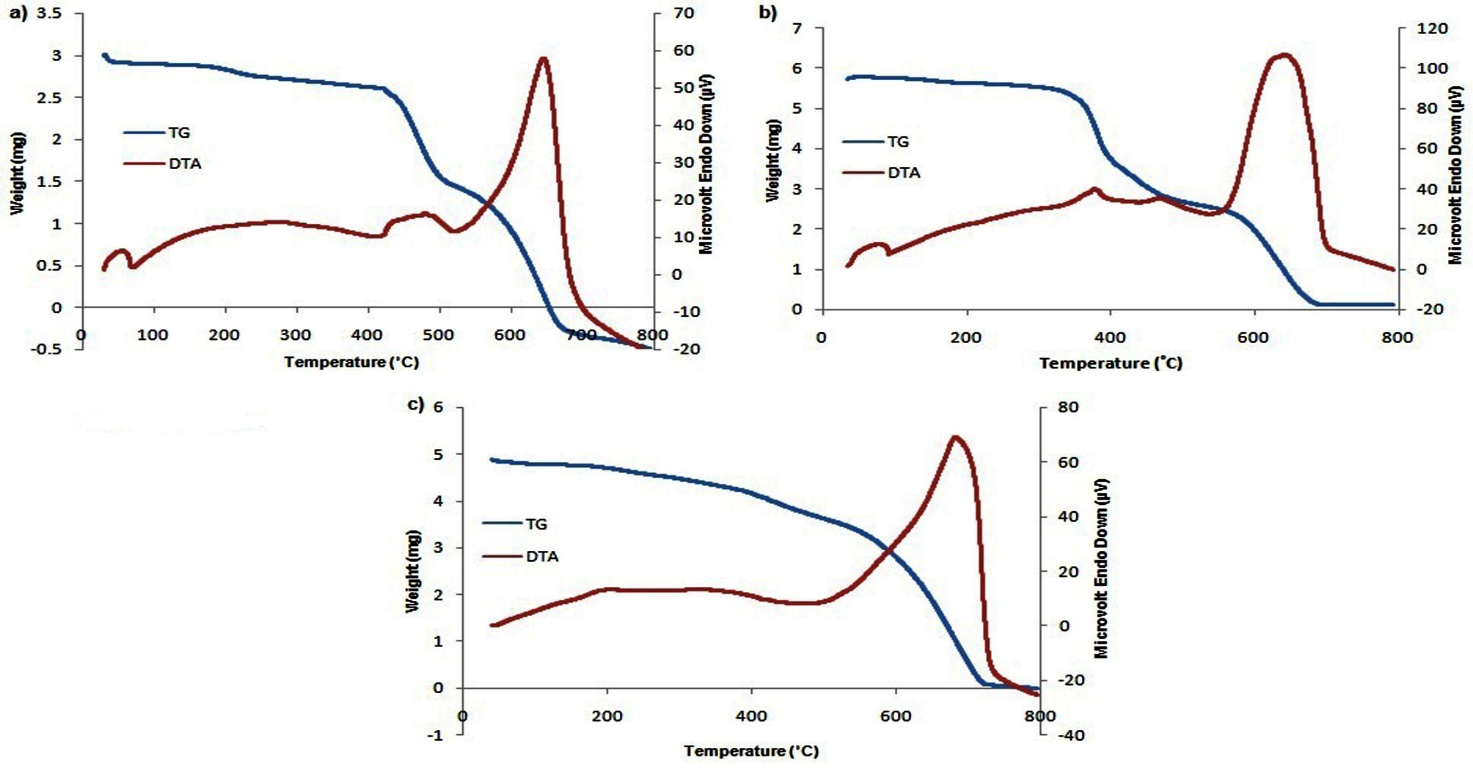 a)
3.5
3
2.5
2
1.5
1
0.5
0
-0.5
Weight (mg)
TG
DTA
0 100 200 300 400 500 600 700 800
Temperature (°C)
70
60
50
40
30
20
10
0
-10
-20
Microvolt Endo Down (µV)
b)
7
6
5
4
3
2
1
0
Weight (mg)
TG
DTA
0 200 400 600 800
Temperature (°C)
120
100
80
60
40
20
0
-20
Microvolt Endo Down (µV)
c)
6
5
4
3
2
1
0
-1
Weight (mg)
TG
DTA
0 200 400 600 800
Temperature (°C)
80
60
40
20
0
-20
-40
Microvolt Endo Down (µV)